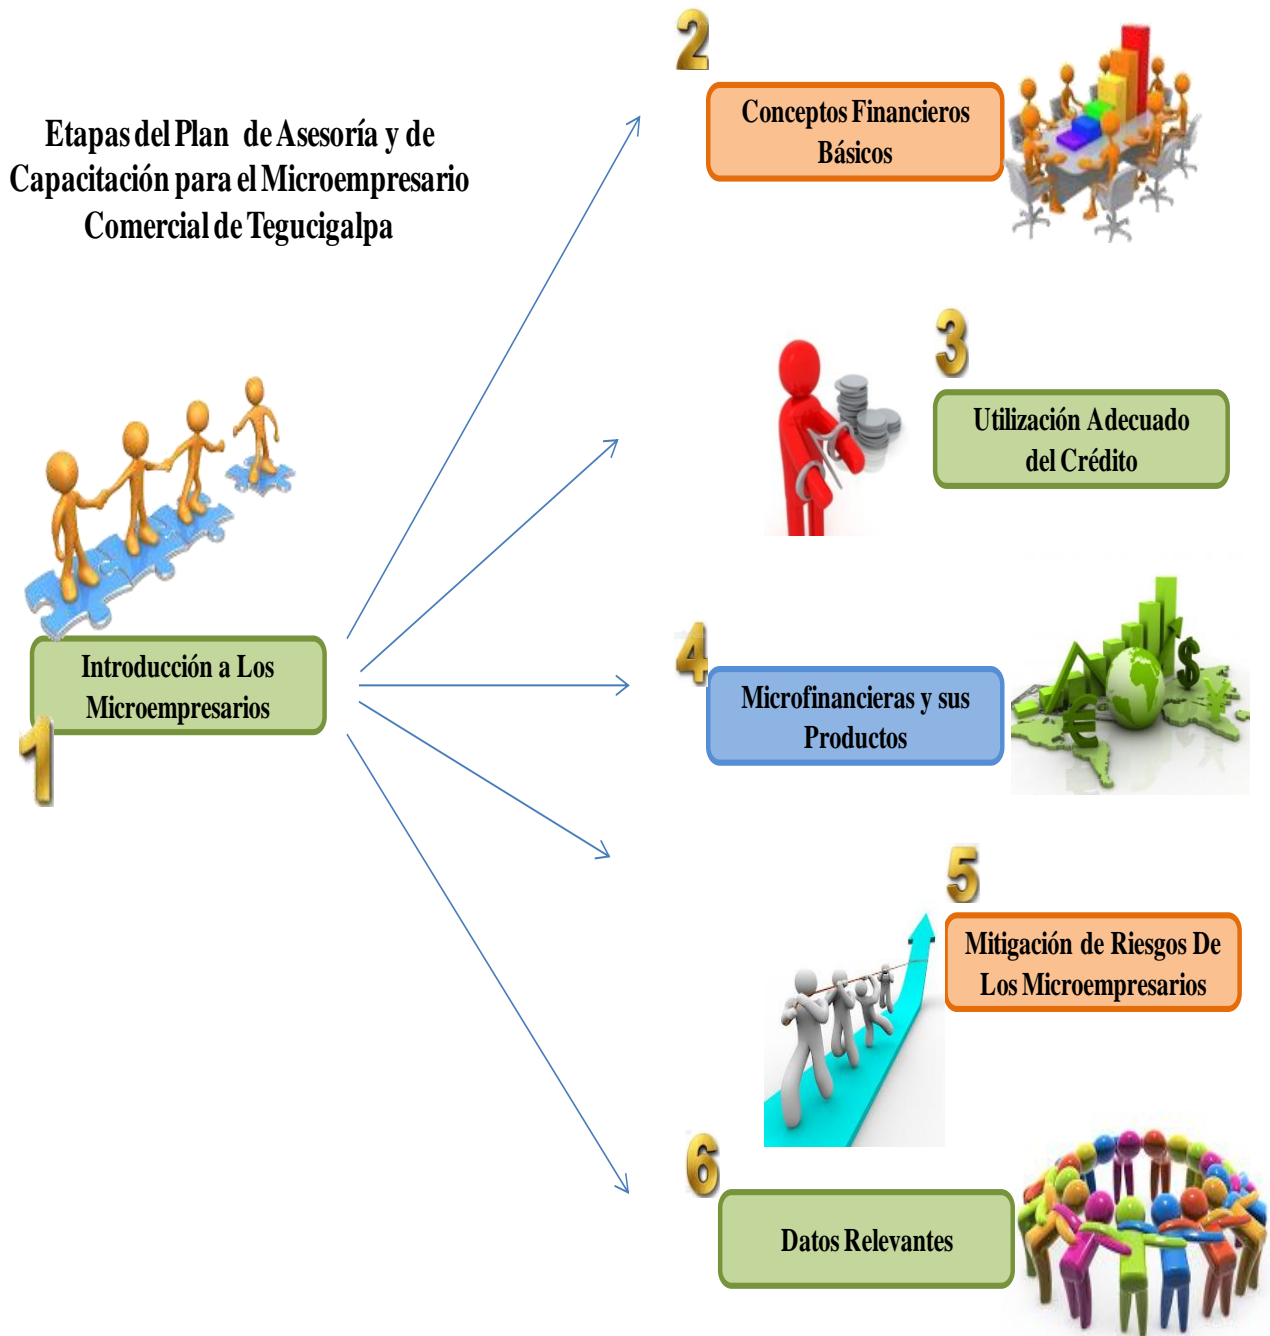 Etapas del Plan de Asesoría y de
Capacitación para el Microempresario
Comercial de Tegucigalpa
1
Introducción a Los
Microempresarios
2
Conceptos Financieros
Básicos
3
Utilización Adecuado
del Crédito
4
Microfinancieras y sus
Productos
$
€
¥
5
Mitigación de Riesgos De
Los Microempresarios
6
Datos Relevantes